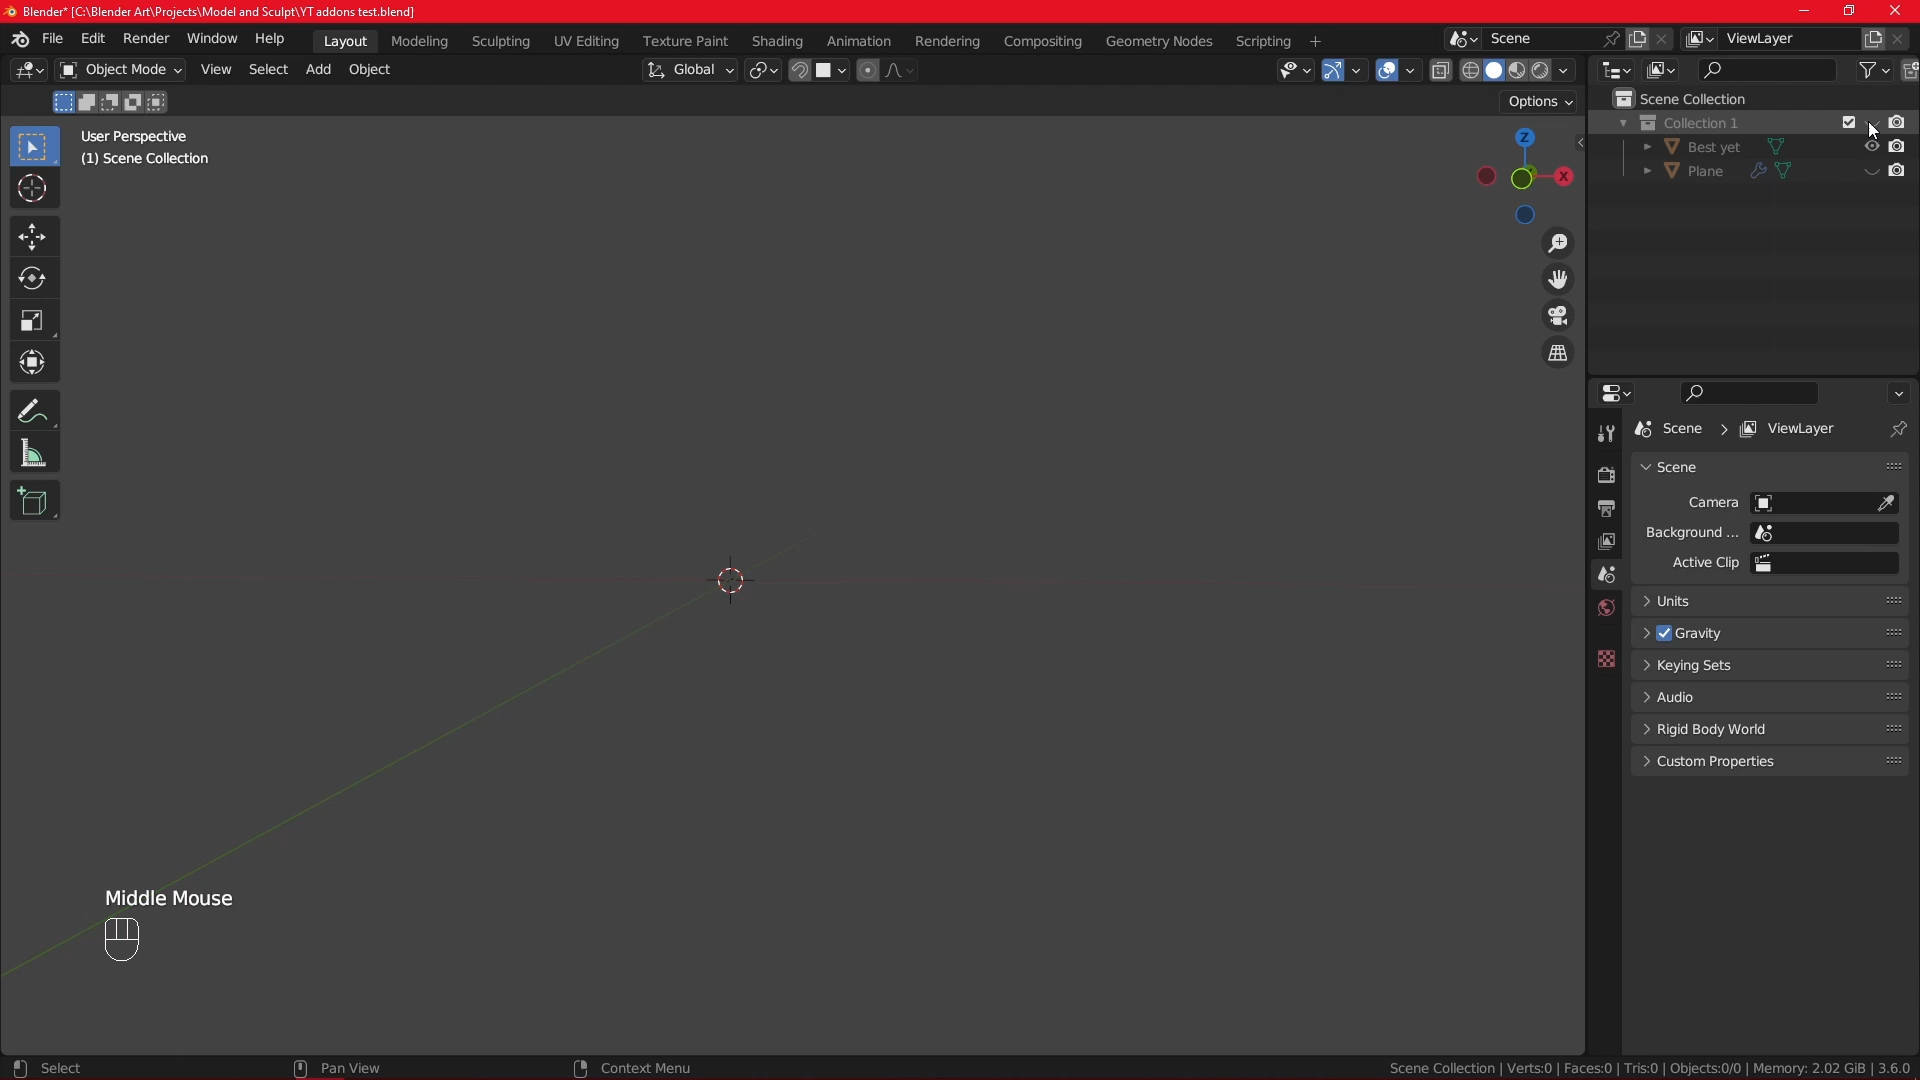 Blender* [C:\Blender Art\Projects\Model and Sculpt\YT addons test.blend]
File Edit Render Window Help Layout Modeling Sculpting UV Editing Texture Paint Shading Animation Rendering Compositing Geometry Nodes Scripting + Scene ViewLayer
Object Mode View Select Add Object Global
Options
User Perspective
(1) Scene Collection
Z
X
Scene Collection
Collection 1
Best yet
Plane
Scene > ViewLayer
Scene
Camera
Background ...
Active Clip
Units
Gravity
Keying Sets
Audio
Rigid Body World
Custom Properties
Middle Mouse
Select Pan View Context Menu Scene Collection | Verts:0 | Faces:0 | Tris:0 | Objects:0/0 | Memory: 2.02 GiB | 3.6.0